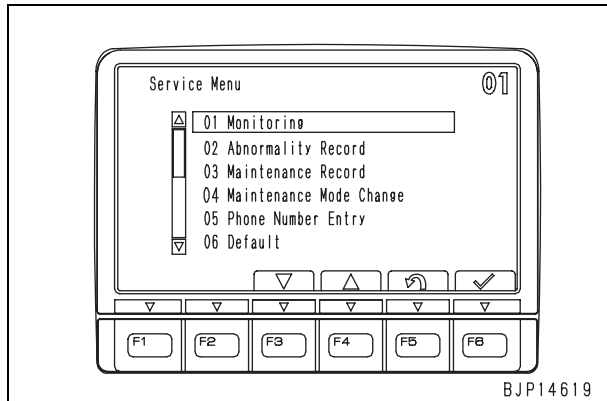 Service Menu 01
01 Monitoring
02 Abnormality Record
03 Maintenance Record
04 Maintenance Mode Change
05 Phone Number Entry
06 Default
F1 F2 F3 F4 F5 F6
BJP14619